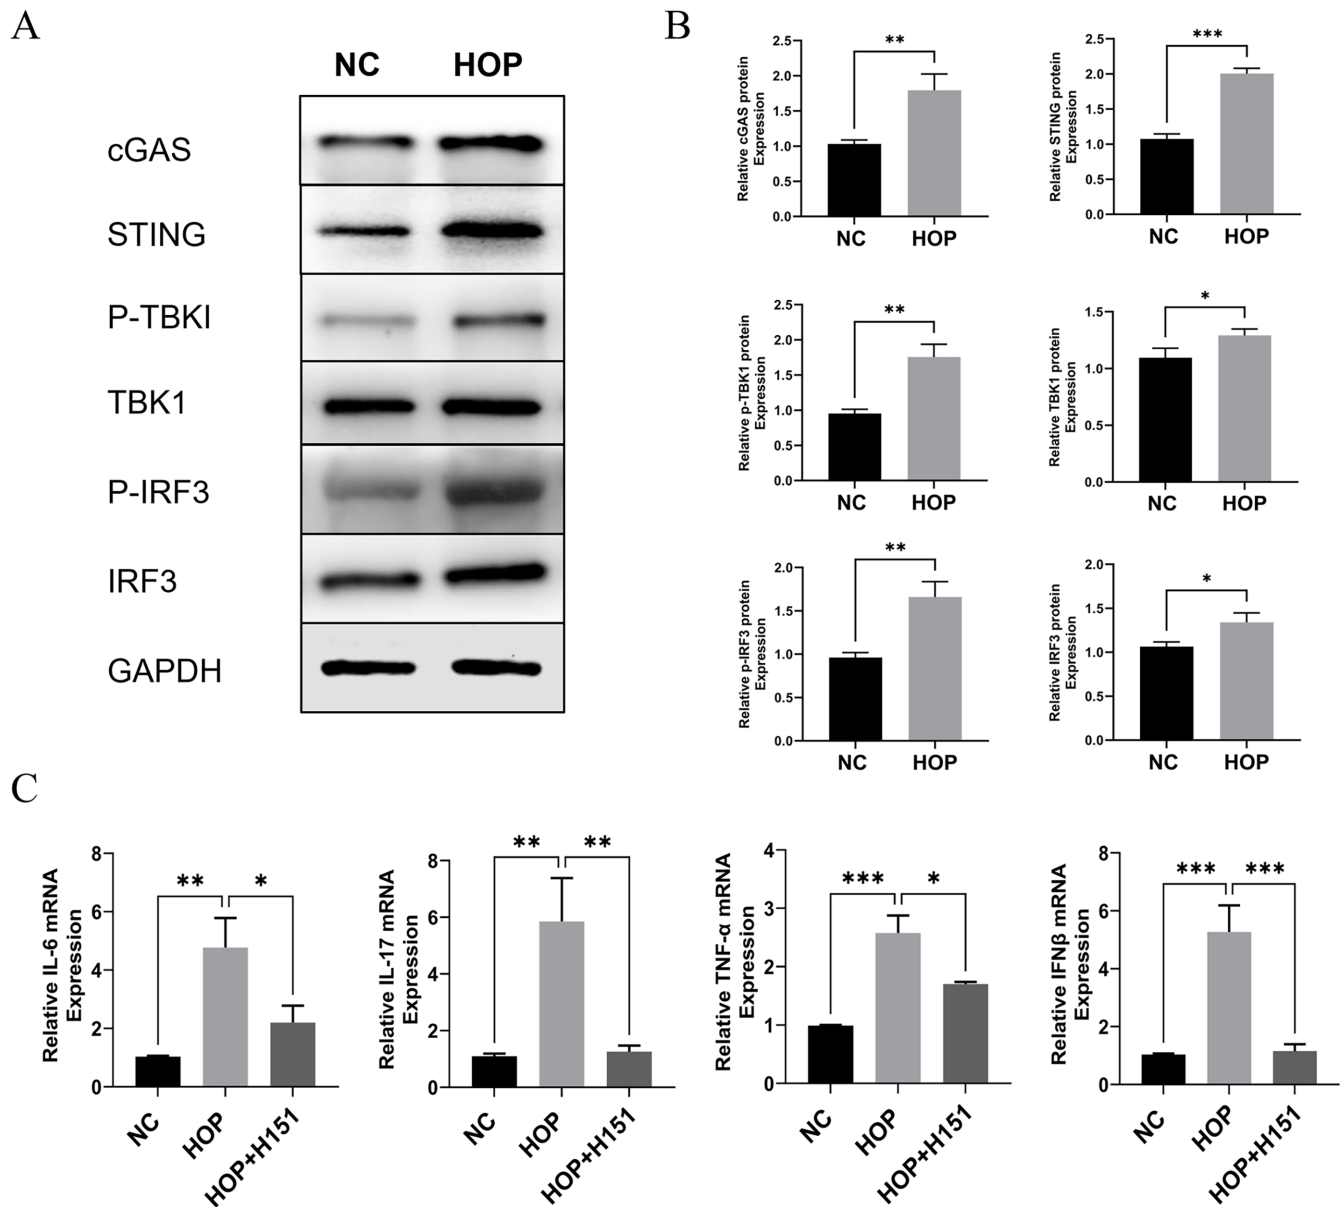 A
NC HOP
cGAS
STING
P-TBKI
TBK1
P-IRF3
IRF3
GAPDH
B
Relative cGAS protein
Expression
2.5
2.0
1.5
1.0
0.5
0.0
**
NC HOP
Relative STING protein
Expression
2.5
2.0
1.5
1.0
0.5
0.0
***
NC HOP
Relative p-TBK1 protein
Expression
2.5
2.0
1.5
1.0
0.5
0.0
**
NC HOP
Relative TBK1 protein
Expression
1.5
1.0
0.5
0.0
*
NC HOP
Relative p-IRF3 protein
Expression
2.0
1.5
1.0
0.5
0.0
**
NC HOP
Relative IRF3 protein
Expression
2.0
1.5
1.0
0.5
0.0
*
NC HOP
C
Relative IL-6 mRNA
Expression
8
6
4
2
0
** *
NC
HOP
HOP+H151
Relative IL-17 mRNA
Expression
8
6
4
2
0
** **
NC
HOP
HOP+H151
Relative TNF-α mRNA
Expression
4
3
2
1
0
*** *
NC
HOP
HOP+H151
Relative IFNβ mRNA
Expression
8
6
4
2
0
*** ***
NC
HOP
HOP+H151